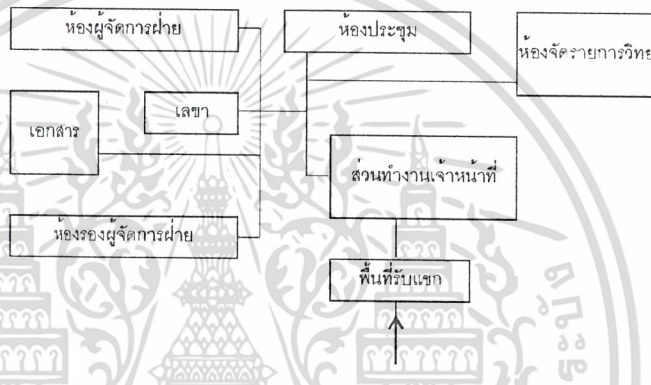 ห้องผู้จัดการฝ่าย
ห้องประชุม
ห้องจัดรายการวิทย
เลขา
เอกสาร
ส่วนทำงานเจ้าหน้าที่
ห้องรองผู้จัดการฝ่าย
พื้นที่รับแขก